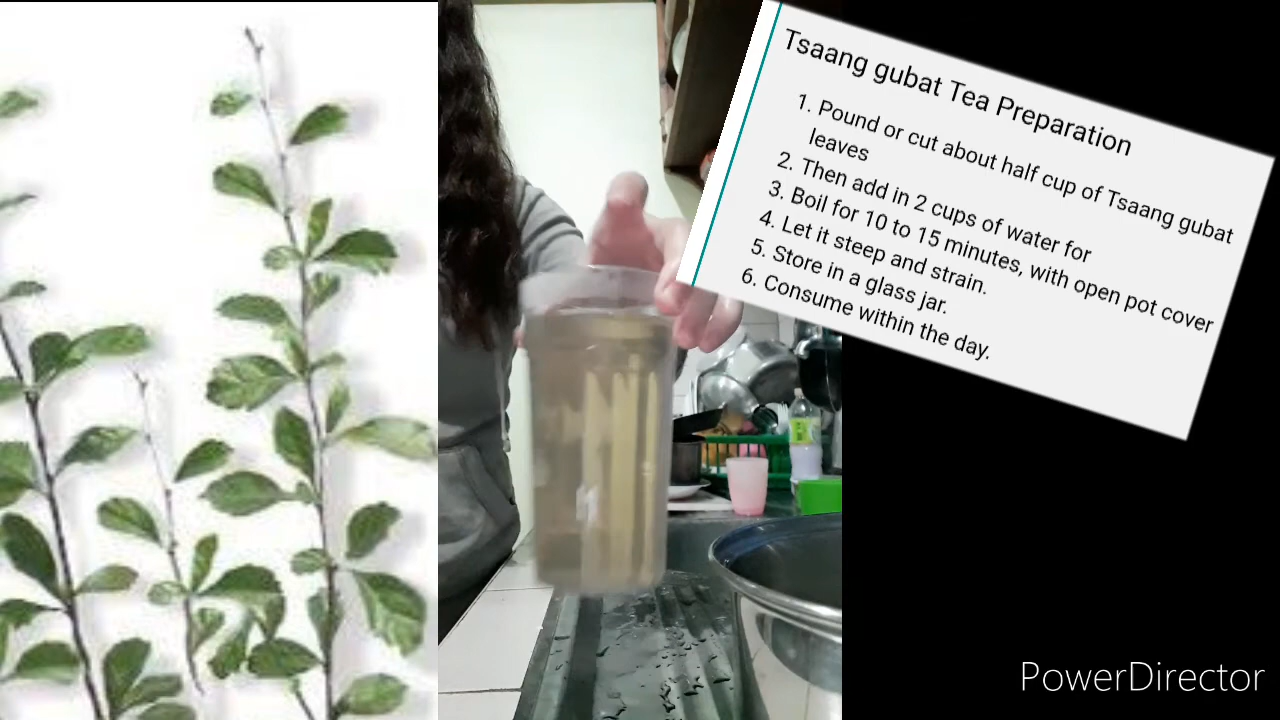 Tsaang gubat Tea Preparation
1. Pound or cut about half cup of Tsaang gubat
leaves
2. Then add in 2 cups of water for
3. Boil for 10 to 15 minutes, with open pot cover
4. Let it steep and strain.
5. Store in a glass jar.
6. Consume within the day.
PowerDirector